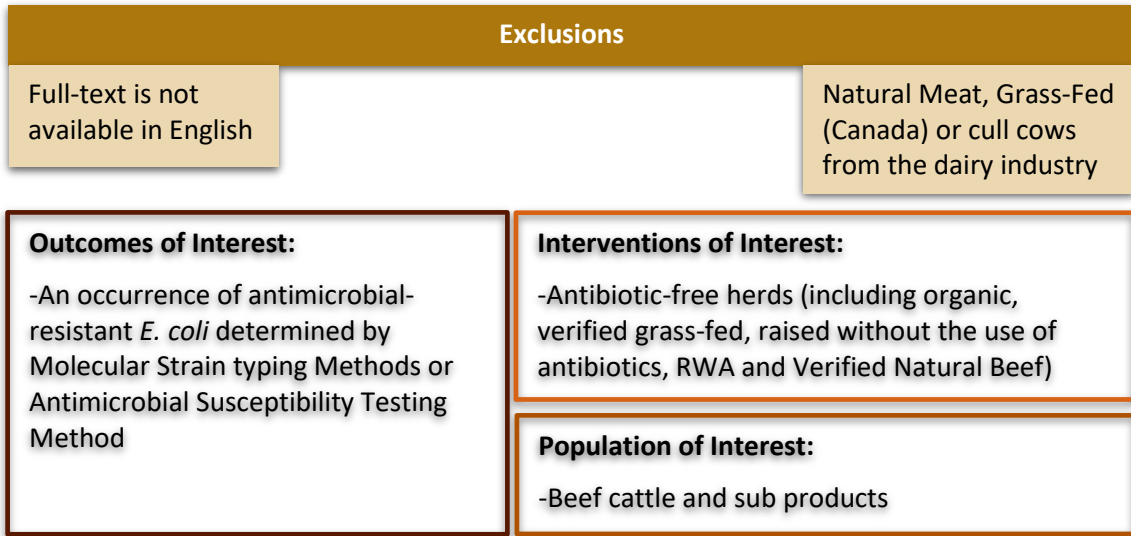 Exclusions
Full-text is not
available in English
Natural Meat, Grass-Fed
(Canada) or cull cows
from the dairy industry
Outcomes of Interest:
-An occurrence of antimicrobial-
resistant E. coli determined by
Molecular Strain typing Methods or
Antimicrobial Susceptibility Testing
Method
Interventions of Interest:
-Antibiotic-free herds (including organic,
verified grass-fed, raised without the use of
antibiotics, RWA and Verified Natural Beef)
Population of Interest:
-Beef cattle and sub products